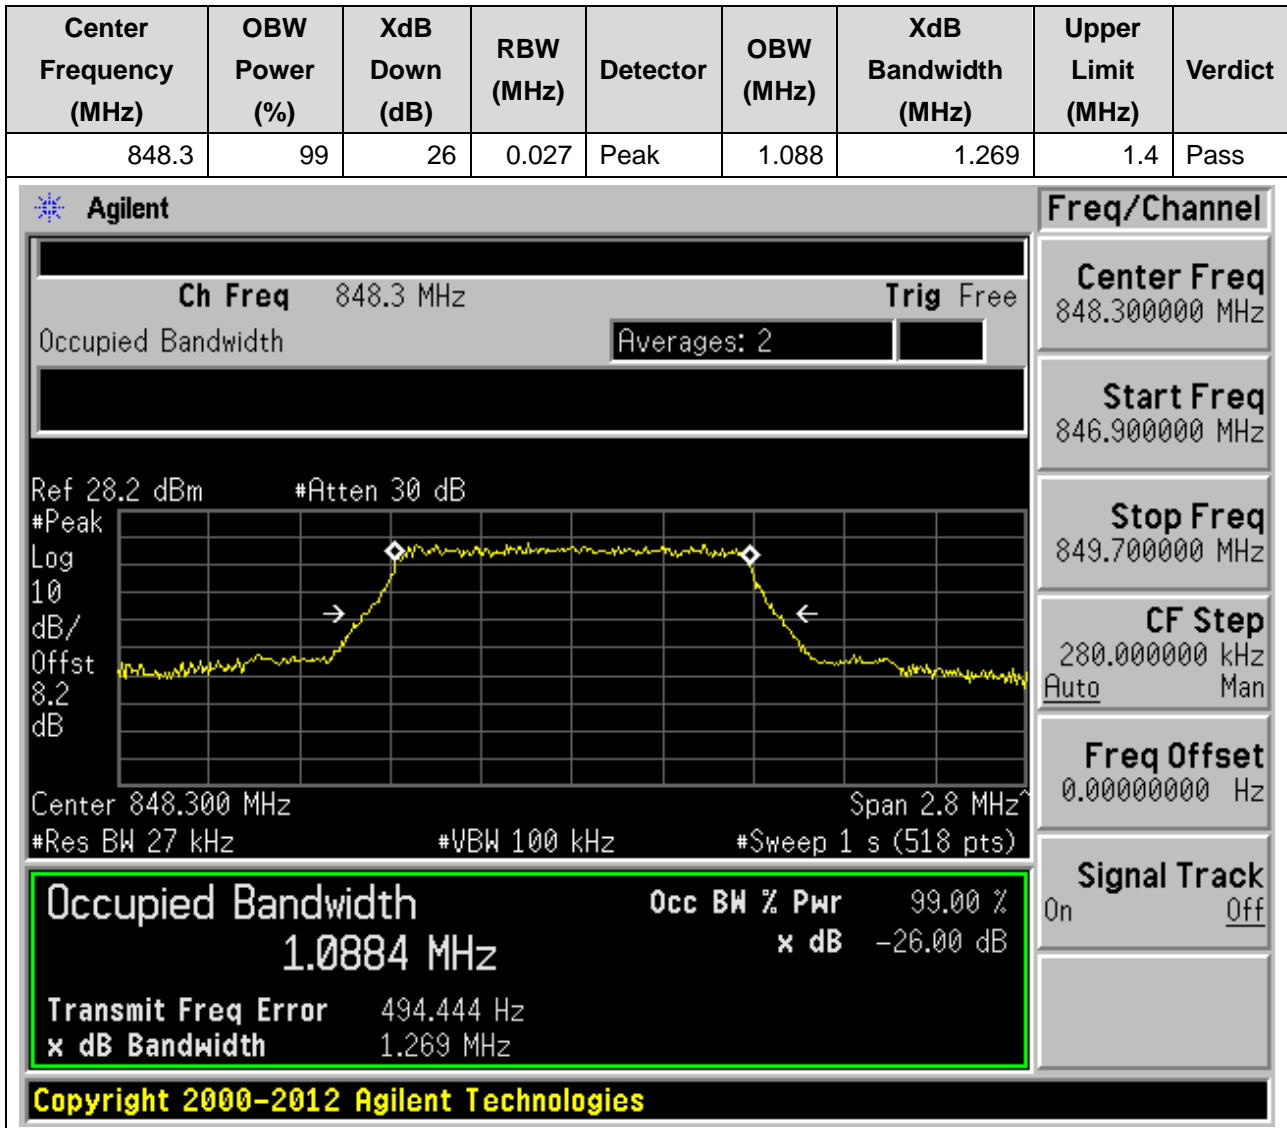 Center Frequency (MHz) OBW Power (%) XdB Down (dB) RBW (MHz) Detector OBW (MHz) XdB Bandwidth (MHz) Upper Limit (MHz) Verdict
848.3 99 26 0.027 Peak 1.088 1.269 1.4 Pass
Agilent
Freq/Channel
Ch Freq 848.3 MHz Trig Free
Occupied Bandwidth Averages: 2
Center Freq
848.300000 MHz
Start Freq
846.900000 MHz
Stop Freq
849.700000 MHz
CF Step
280.000000 kHz
Auto Man
Freq Offset
0.00000000 Hz
Signal Track
On Off
Ref 28.2 dBm #Atten 30 dB
#Peak
Log
10
dB/
Offst
8.2
dB
Center 848.300 MHz Span 2.8 MHz^
#Res BW 27 kHz #VBW 100 kHz #Sweep 1 s (518 pts)
Occupied Bandwidth Occ BW % Pwr 99.00 %
1.0884 MHz x dB -26.00 dB
Transmit Freq Error 494.444 Hz
x dB Bandwidth 1.269 MHz
Copyright 2000-2012 Agilent Technologies